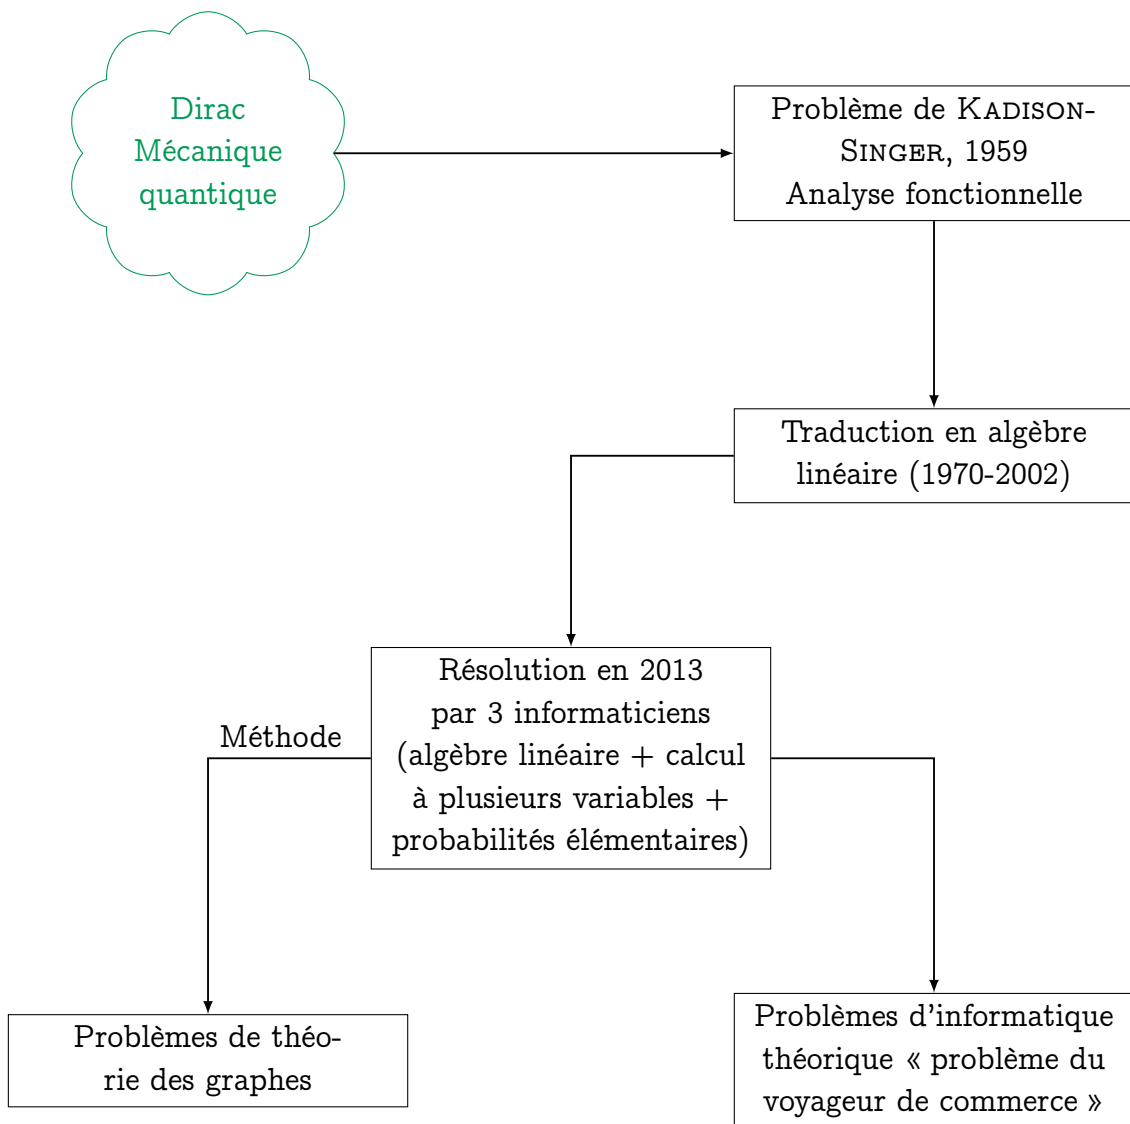 Dirac
Mécanique
quantique
Problème de KADISON-
SINGER, 1959
Analyse fonctionnelle
Traduction en algèbre
linéaire (1970-2002)
Résolution en 2013
par 3 informaticiens
(algèbre linéaire + calcul
à plusieurs variables +
probabilités élémentaires)
Méthode
Problèmes de théo-
rie des graphes
Problèmes d'informatique
théorique « problème du
voyageur de commerce »